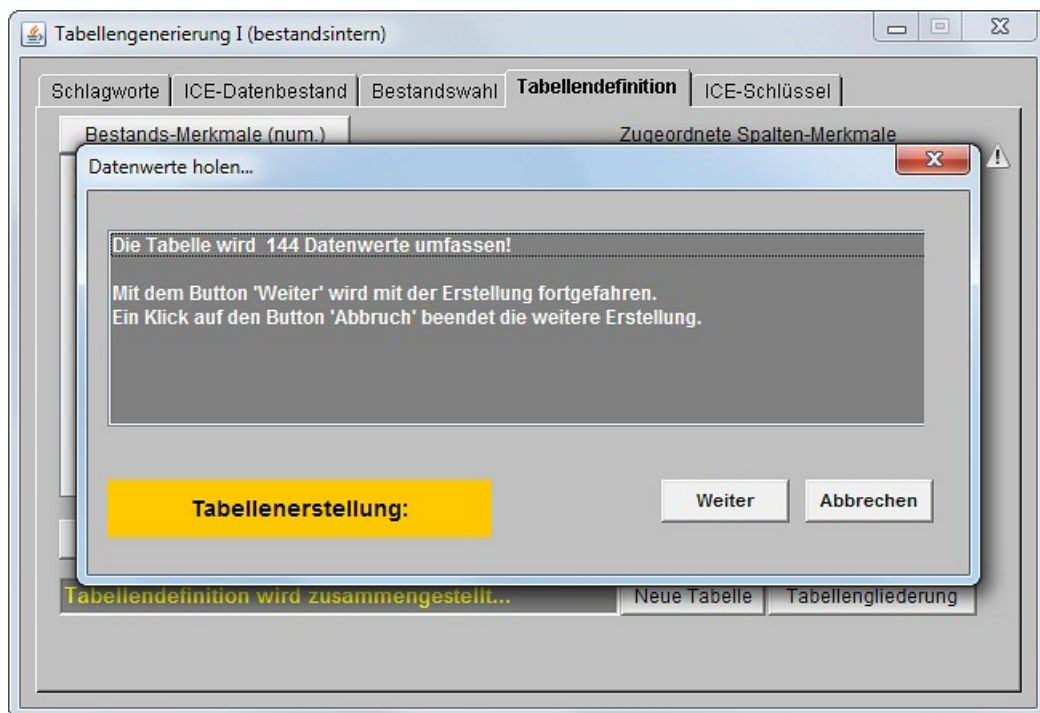 Tabellengenerierung I (bestandsintern)
Schlagworte ICE-Datenbestand Bestandswahl Tabellendefinition ICE-Schlüssel
Bestands-Merkmale (num.) Zugeordnete Spalten-Merkmale
Datenwerte holen...
Die Tabelle wird 144 Datenwerte umfassen!
Mit dem Button 'Weiter' wird mit der Erstellung fortgefahren.
Ein Klick auf den Button 'Abbruch' beendet die weitere Erstellung.
Tabellenerstellung: Weiter Abbrechen
Tabellendefinition wird zusammengestellt... Neue Tabelle Tabellengliederung